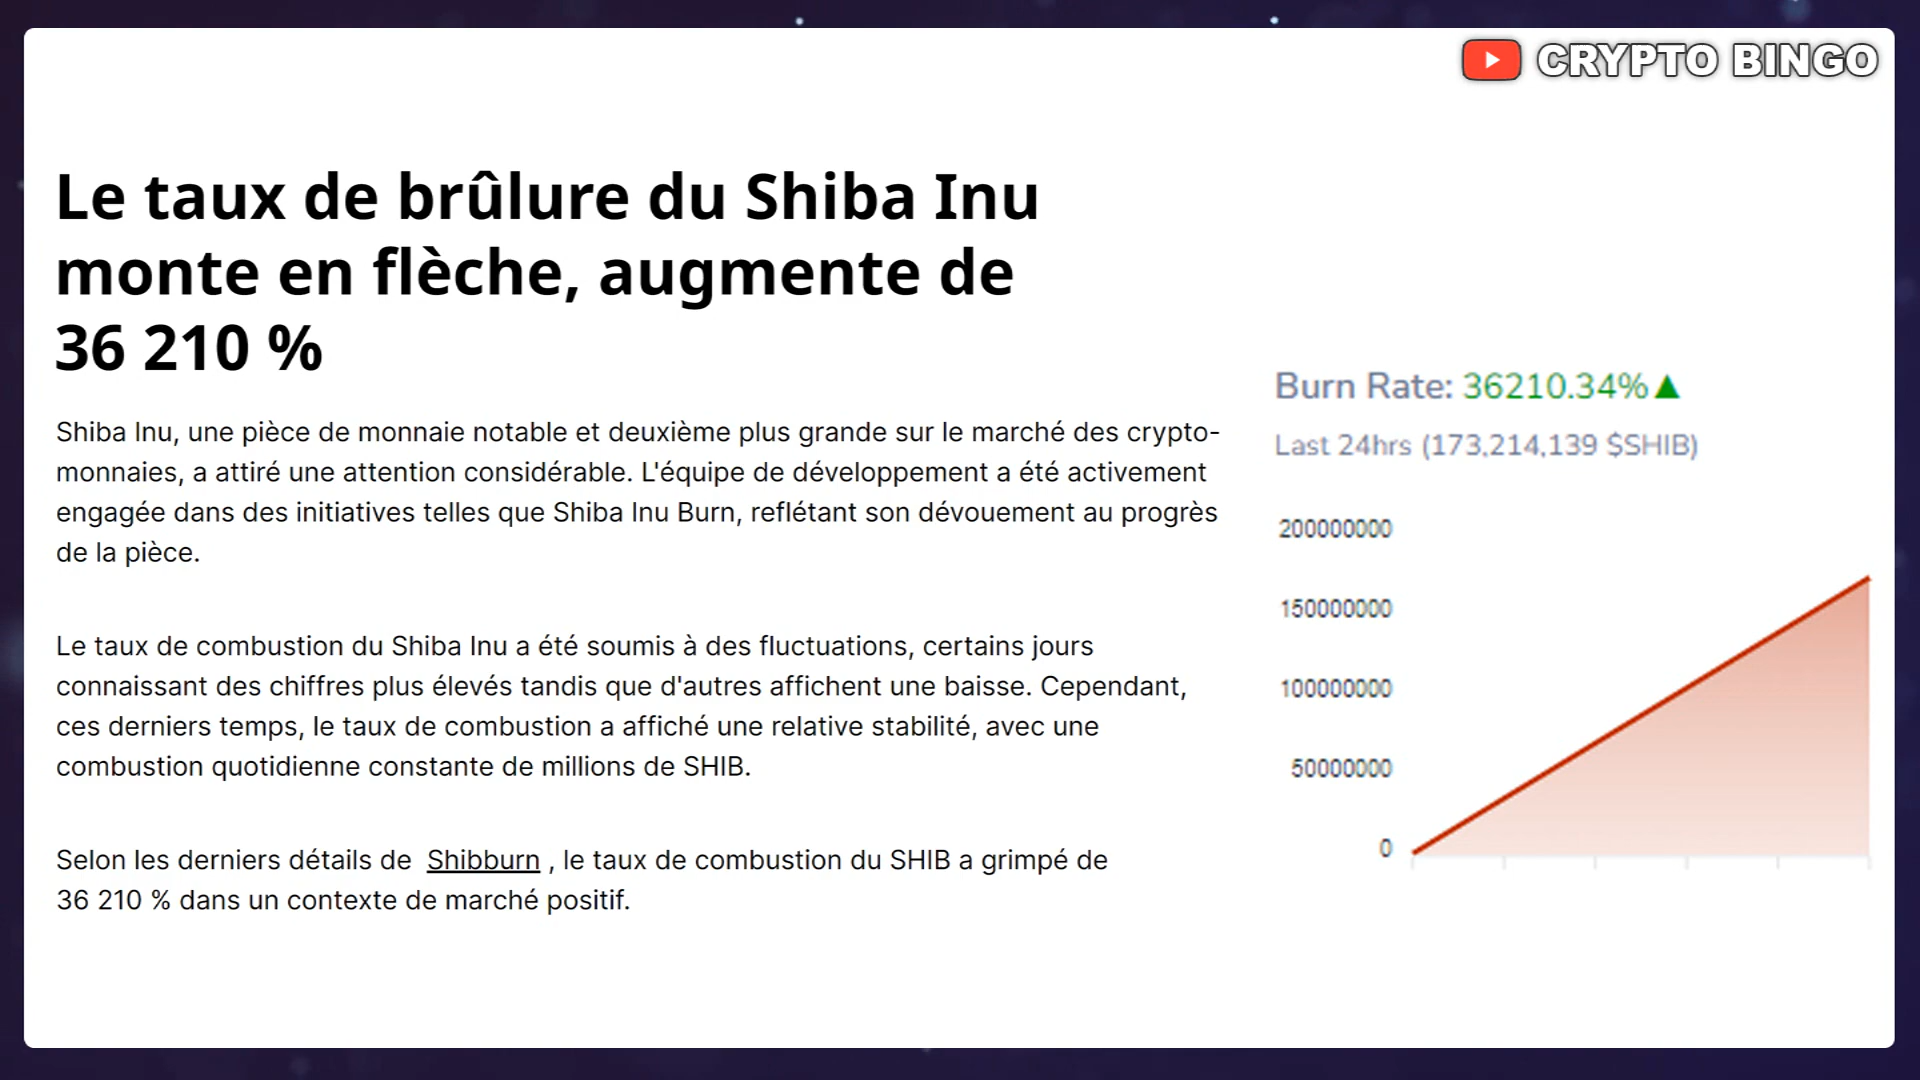 CRYPTO BINGO
Le taux de brûlure du Shiba Inu
monte en flèche, augmente de
36 210 %
Shiba Inu, une pièce de monnaie notable et deuxième plus grande sur le marché des crypto-
monnaies, a attiré une attention considérable. L'équipe de développement a été activement
engagée dans des initiatives telles que Shiba Inu Burn, reflétant son dévouement au progrès
de la pièce.
Le taux de combustion du Shiba Inu a été soumis à des fluctuations, certains jours
connaissant des chiffres plus élevés tandis que d'autres affichent une baisse. Cependant,
ces derniers temps, le taux de combustion a affiché une relative stabilité, avec une
combustion quotidienne constante de millions de SHIB.
Selon les derniers détails de Shibburn , le taux de combustion du SHIB a grimpé de
36 210 % dans un contexte de marché positif.
Burn Rate: 36210.34%▲
Last 24hrs (173,214,139 $SHIB)
200000000
150000000
100000000
50000000
0